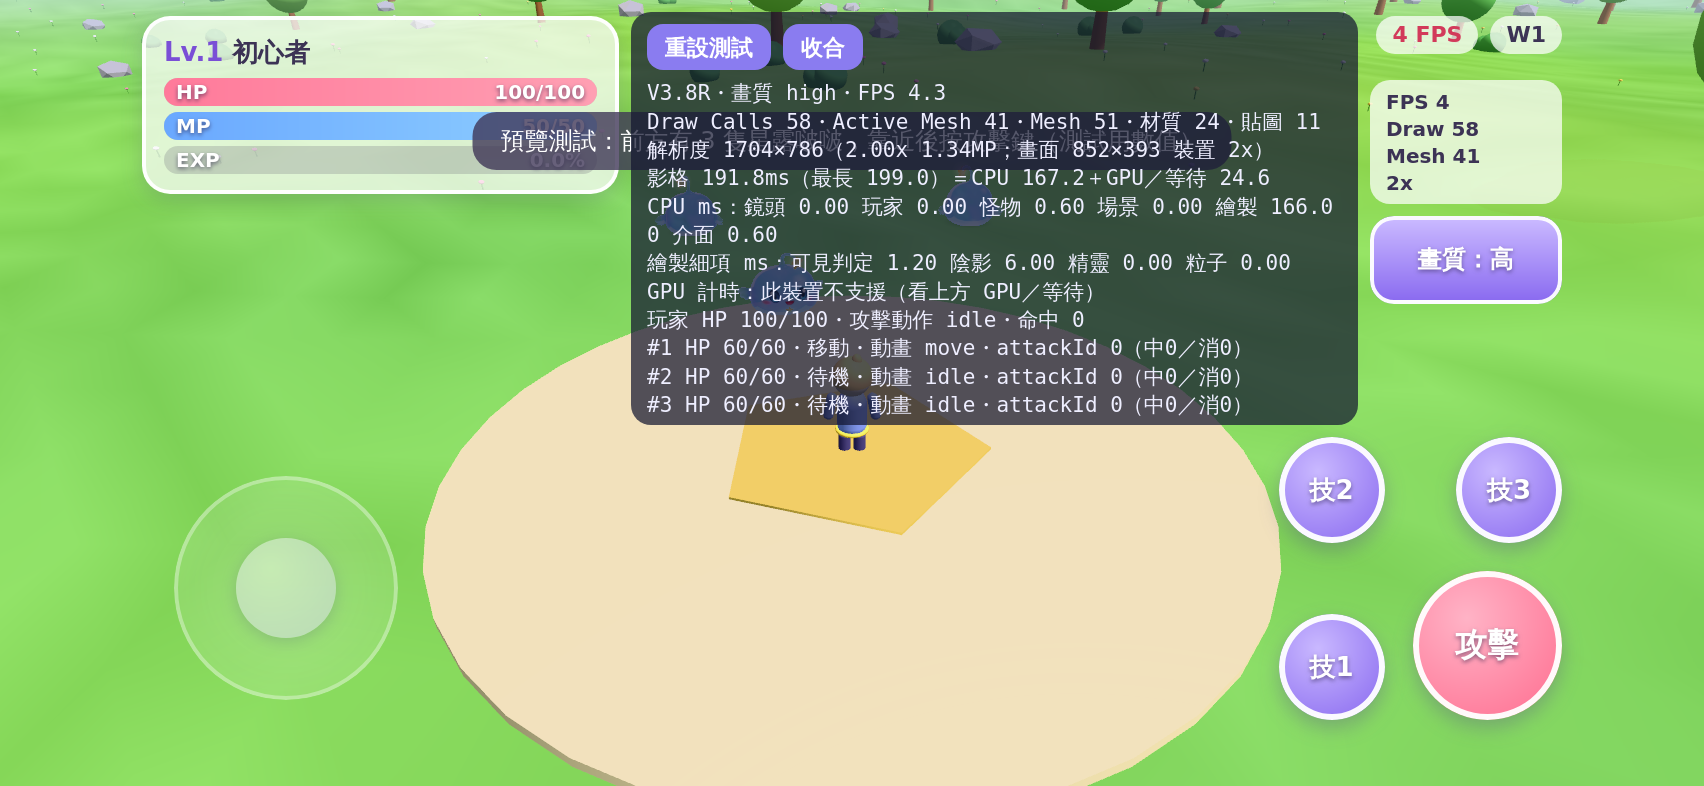 Lv.1 初心者
HP 100/100
MP 50/50
EXP 0.0%
重設測試 收合
V3.8R・畫質 high・FPS 4.3
Draw Calls 58・Active Mesh 41・Mesh 51・材質 24・貼圖 11
預覽測試：前方有 3 隻
解析度 1704×786（2.00x 1.34MP；畫面 852×393 裝置 2x）
影格 191.8ms（最長 199.0）＝CPU 167.2＋GPU／等待 24.6
CPU ms：鏡頭 0.00 玩家 0.00 怪物 0.60 場景 0.00 繪製 166.0
0 介面 0.60
繪製細項 ms：可見判定 1.20 陰影 6.00 精靈 0.00 粒子 0.00
GPU 計時：此裝置不支援（看上方 GPU／等待）
玩家 HP 100/100・攻擊動作 idle・命中 0
#1 HP 60/60・移動・動畫 move・attackId 0（中0／消0）
#2 HP 60/60・待機・動畫 idle・attackId 0（中0／消0）
#3 HP 60/60・待機・動畫 idle・attackId 0（中0／消0）
4 FPS W1
FPS 4
Draw 58
Mesh 41
2x
畫質：高
技2 技3
攻擊
技1